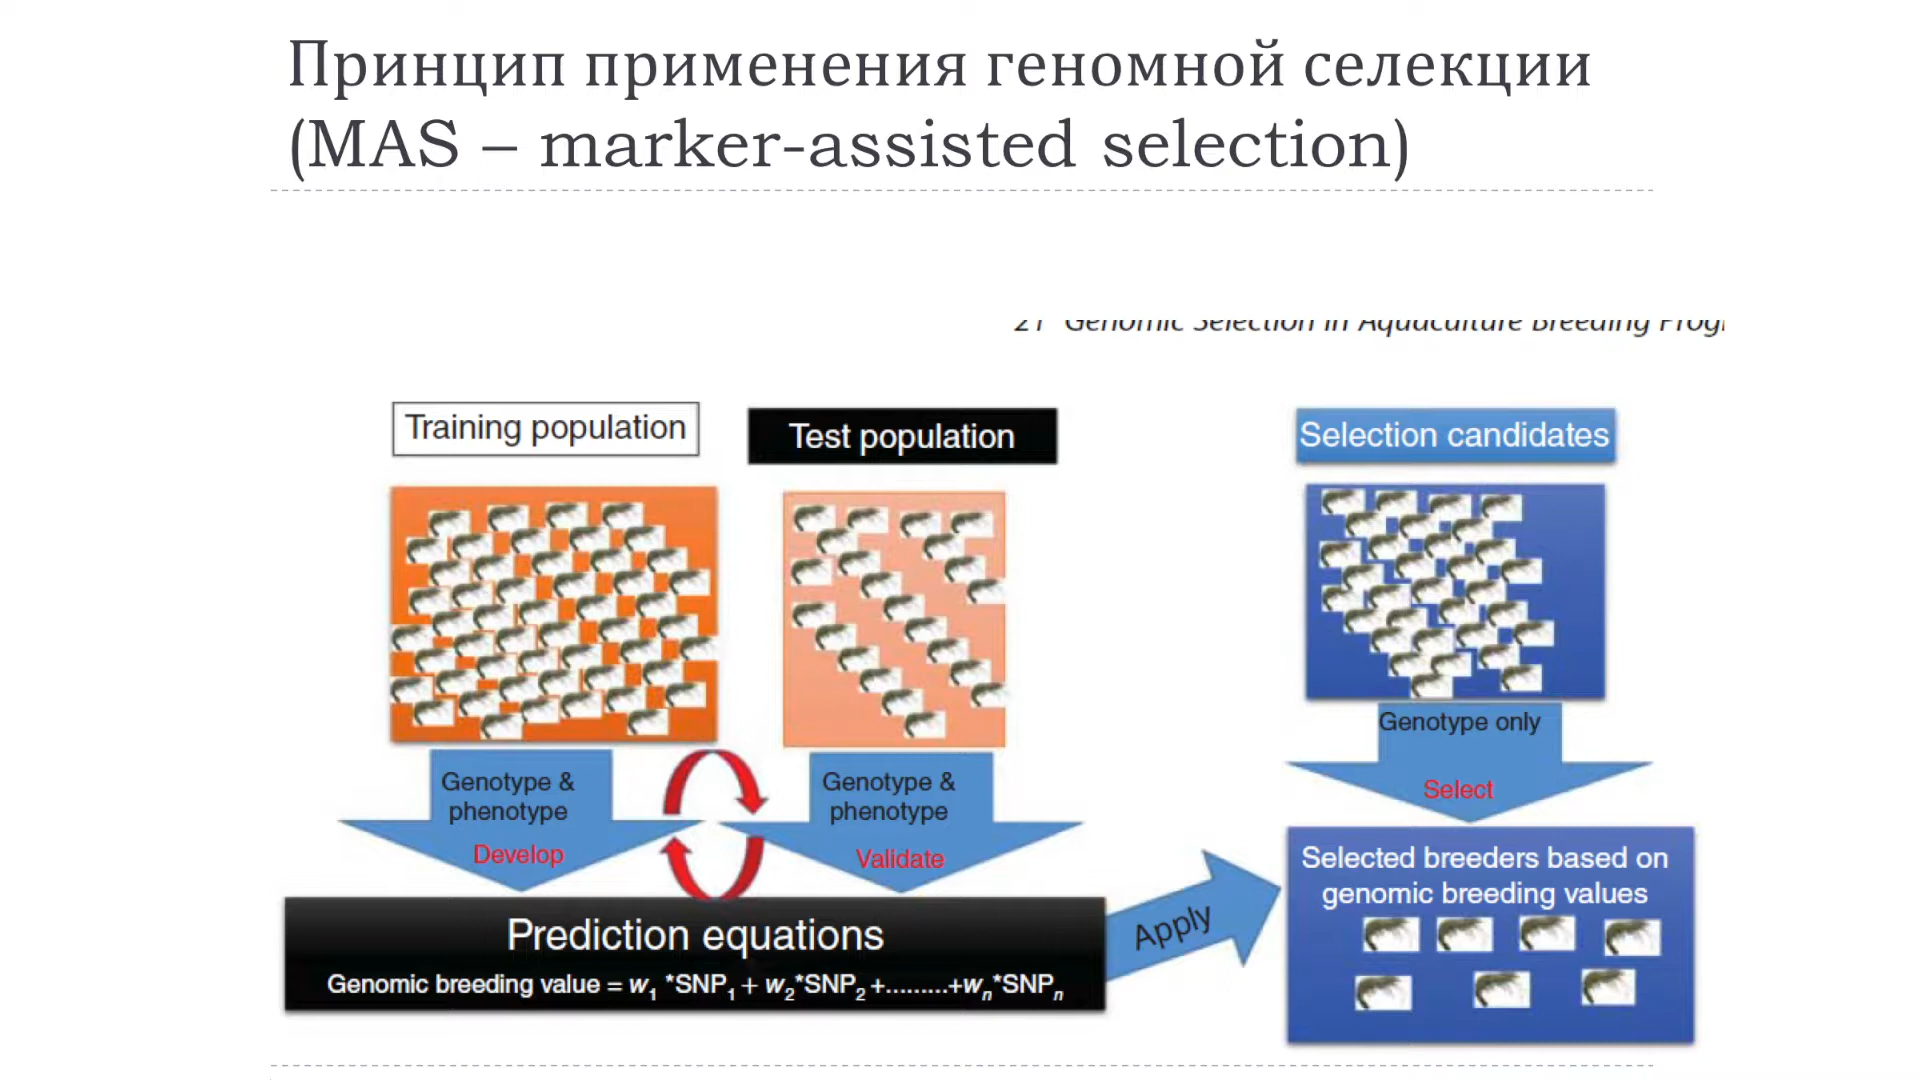 Принцип применения геномной селекции
(MAS – marker-assisted selection)
21 Genomic Selection in Aquaculture Breeding
Training population
Test population
Selection candidates
Genotype &
phenotype
Develop
Genotype &
phenotype
Validate
Genotype only
Select
Prediction equations
Genomic breeding value = w1 *SNP1 + w2*SNP2 +.........+wn*SNPn
Apply
Selected breeders based on
genomic breeding values